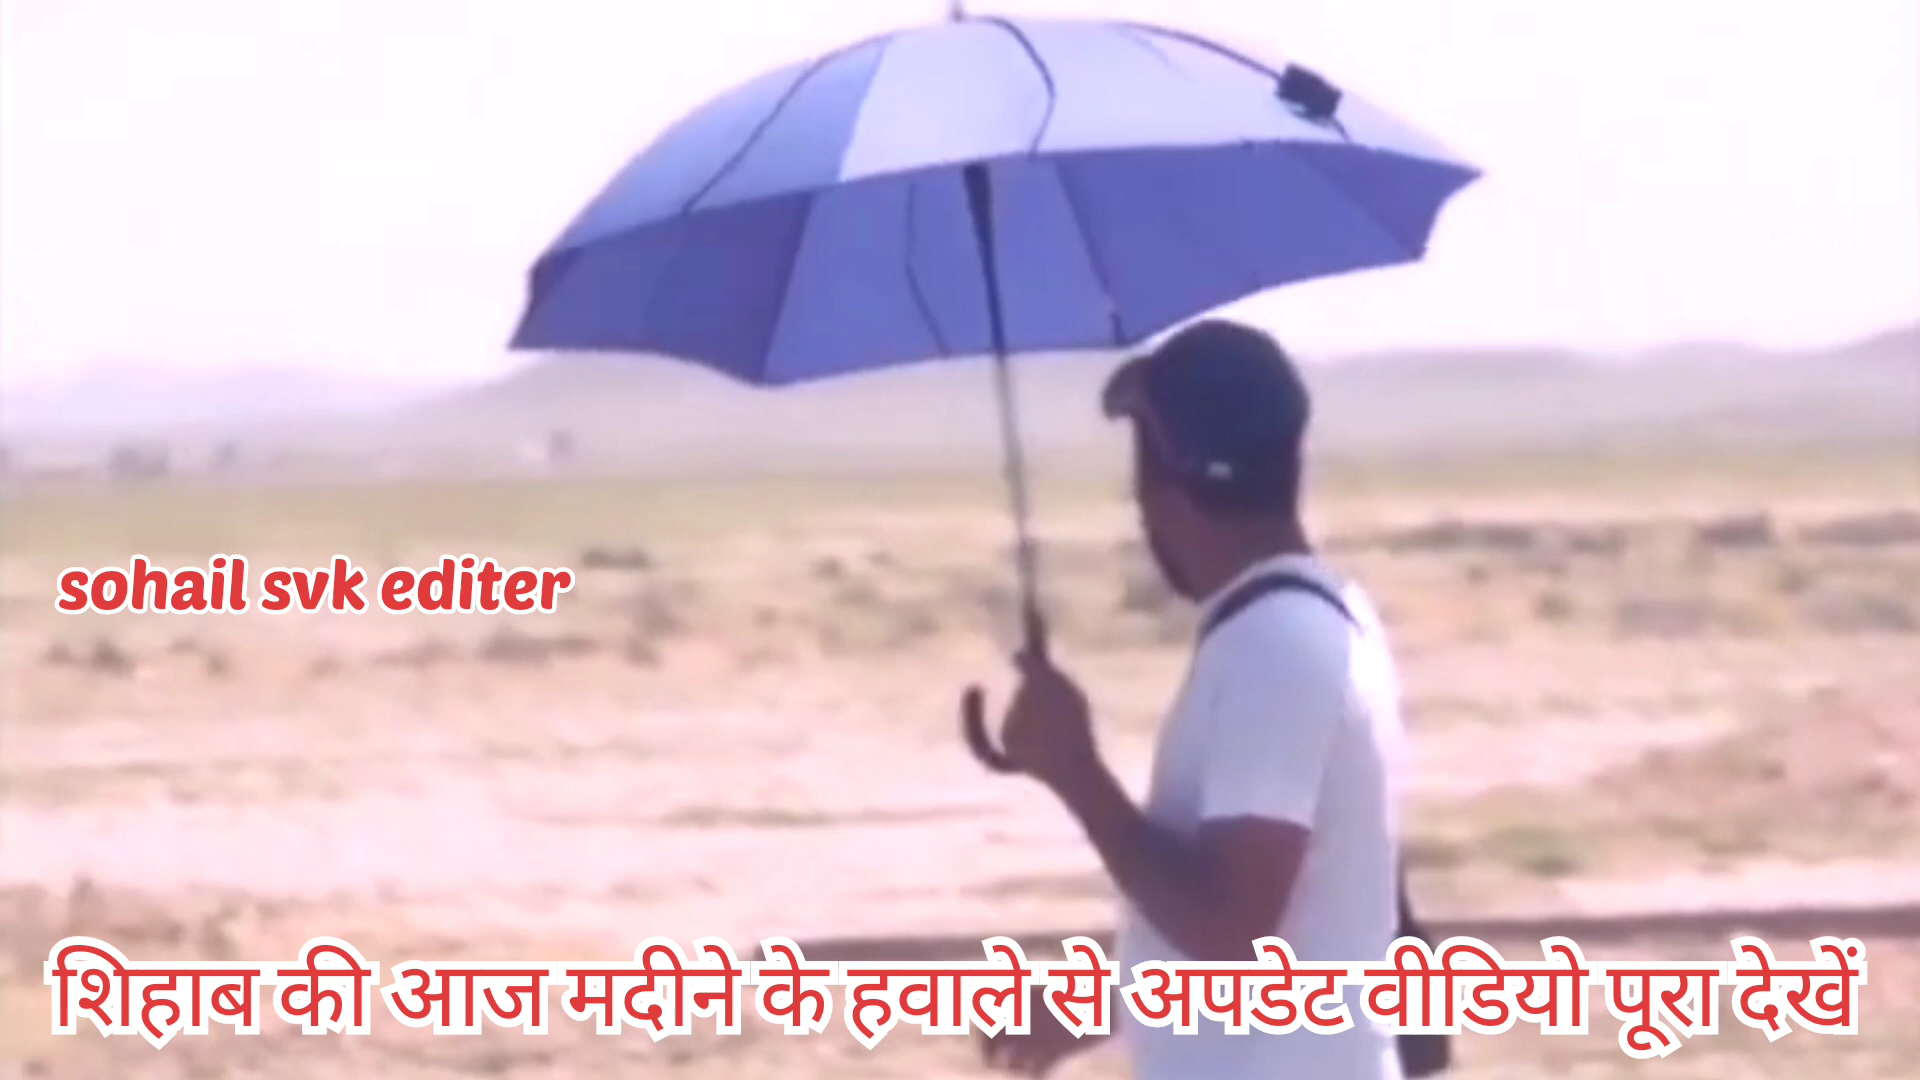 sohail svk editer
शिहाब की आज मदीने के हवाले से अपडेट वीडियो पूरा देखें